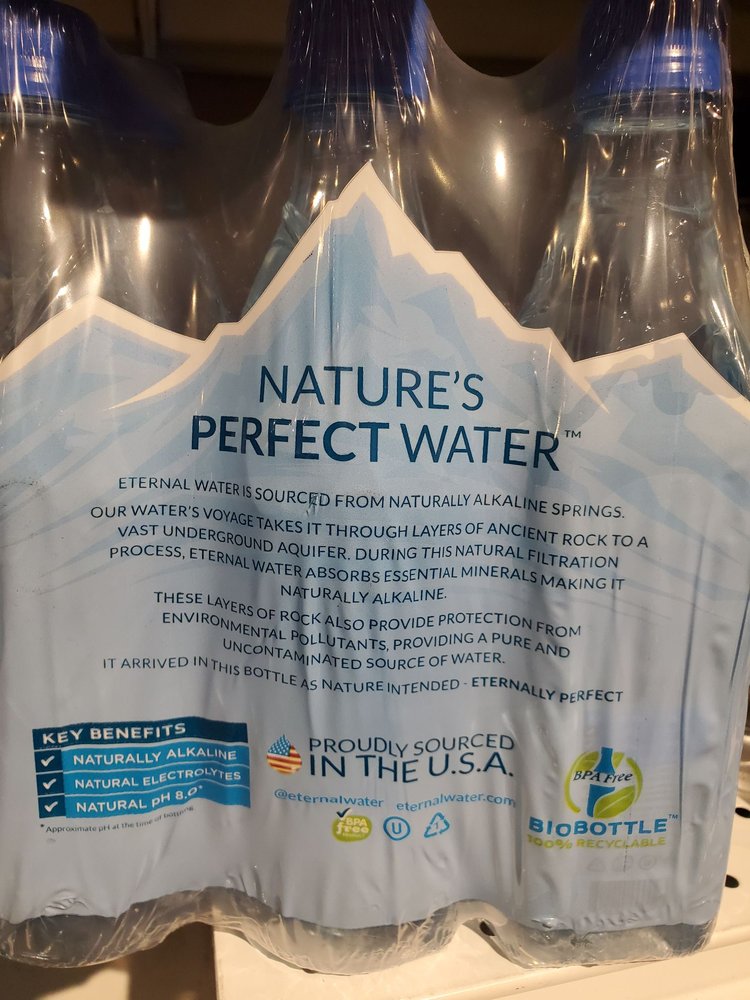 NATURE'S
PERFECT WATER™
ETERNAL WATER IS SOURCED FROM NATURALLY ALKALINE SPRINGS.
OUR WATER'S VOYAGE TAKES IT THROUGH LAYERS OF ANCIENT ROCK TO A
VAST UNDERGROUND AQUIFER. DURING THIS NATURAL FILTRATION
PROCESS, ETERNAL WATER ABSORBS ESSENTIAL MINERALS MAKING IT
NATURALLY ALKALINE.
THESE LAYERS OF ROCK ALSO PROVIDE PROTECTION FROM
ENVIRONMENTAL POLLUTANTS, PROVIDING A PURE AND
UNCONTAMINATED SOURCE OF WATER.
IT ARRIVED IN THIS BOTTLE AS NATURE INTENDED - ETERNALLY PERFECT
KEY BENEFITS
NATURALLY ALKALINE
NATURAL ELECTROLYTES
NATURAL pH 8.0*
*Approximate pH at the time of bottling.
PROUDLY SOURCED
IN THE U.S.A.
@eternalwater eternalwater.com
BPA
free
U
1
BPA Free
BIOBOTTLE™
100% RECYCLABLE